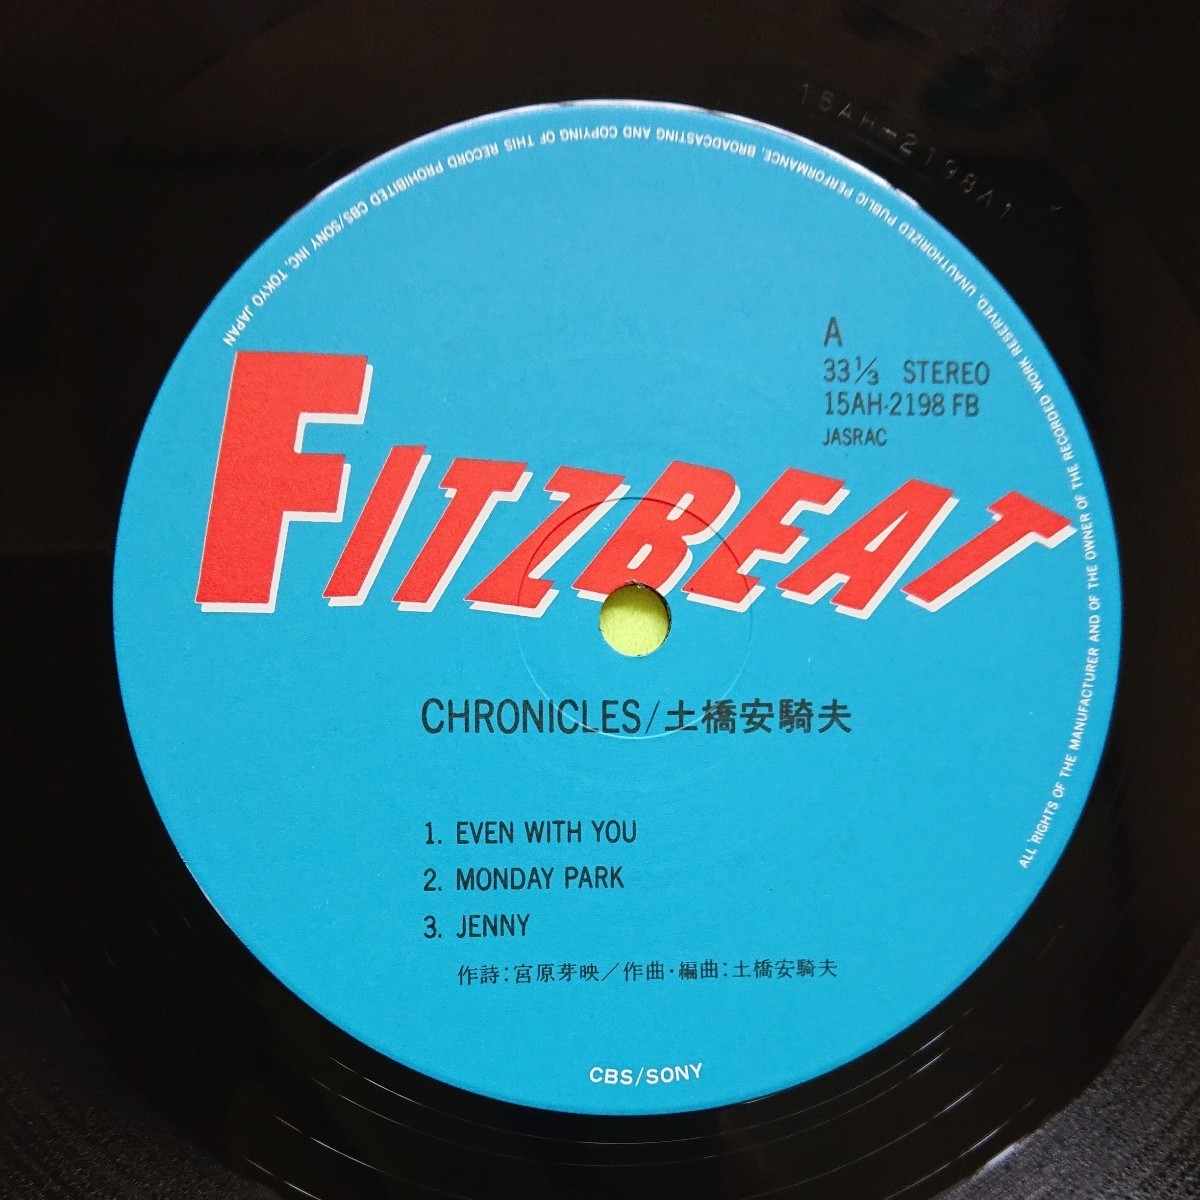 15AH-2198A1
ALL RIGHTS OF THE MANUFACTURER AND OF THE OWNER OF THE RECORDED WORK RESERVED. UNAUTHORIZED PUBLIC PERFORMANCE, BROADCASTING AND COPYING OF THIS RECORD PROHIBITED CBS/SONY INC. TOKYO JAPAN
A
33⅓ STEREO
15AH-2198 FB
JASRAC
FITZBEAT
CHRONICLES/土橋安騎夫
1. EVEN WITH YOU
2. MONDAY PARK
3. JENNY
作詩:宮原芽映/作曲・編曲:土橋安騎夫
CBS/SONY